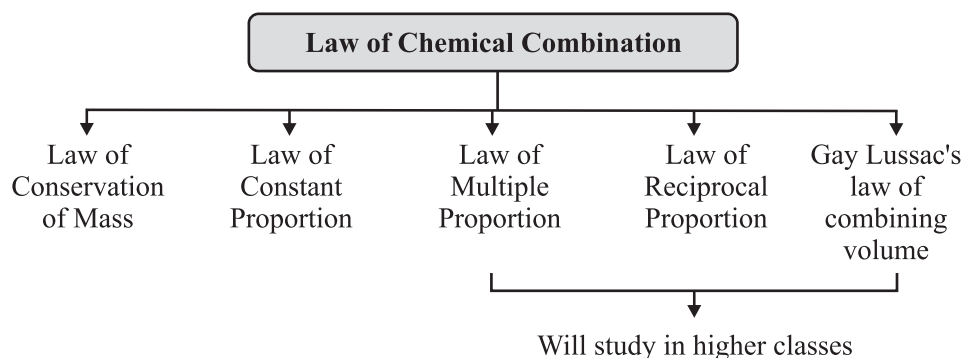 Law of Chemical Combination
Law of
Conservation
of Mass
Law of
Constant
Proportion
Law of
Multiple
Proportion
Law of
Reciprocal
Proportion
Gay Lussac's
law of
combining
volume
Will study in higher classes